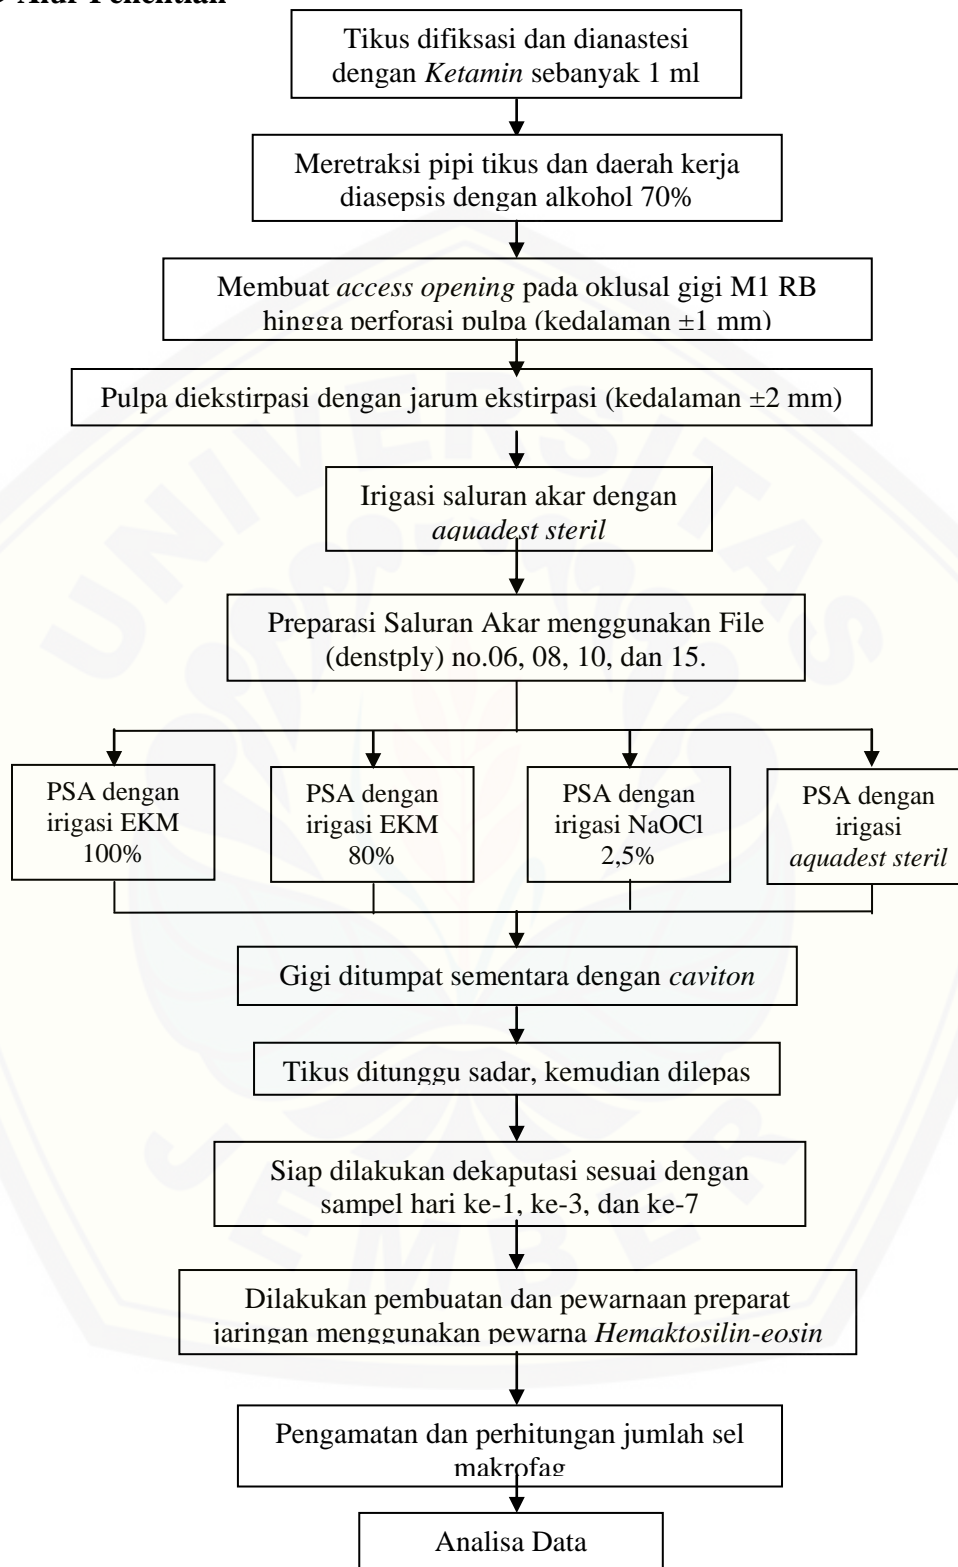 Alur Penelitian
Tikus difiksasi dan dianastesi
dengan Ketamin sebanyak 1 ml
Meretraksi pipi tikus dan daerah kerja
diasepsis dengan alkohol 70%
Membuat access opening pada oklusal gigi M1 RB
hingga perforasi pulpa (kedalaman ±1 mm)
Pulpa diekstirpasi dengan jarum ekstirpasi (kedalaman ±2 mm)
Irigasi saluran akar dengan
aquadest steril
Preparasi Saluran Akar menggunakan File
(denstply) no.06, 08, 10, dan 15.
PSA dengan
irigasi EKM
100%
PSA dengan
irigasi EKM
80%
PSA dengan
irigasi NaOCl
2,5%
PSA dengan
irigasi
aquadest steril
Gigi ditumpat sementara dengan caviton
Tikus ditunggu sadar, kemudian dilepas
Siap dilakukan dekaputasi sesuai dengan
sampel hari ke-1, ke-3, dan ke-7
Dilakukan pembuatan dan pewarnaan preparat
jaringan menggunakan pewarna Hemaktosilin-eosin
Pengamatan dan perhitungan jumlah sel
makrofag
Analisa Data
UNIVERSITAS
JEMBER